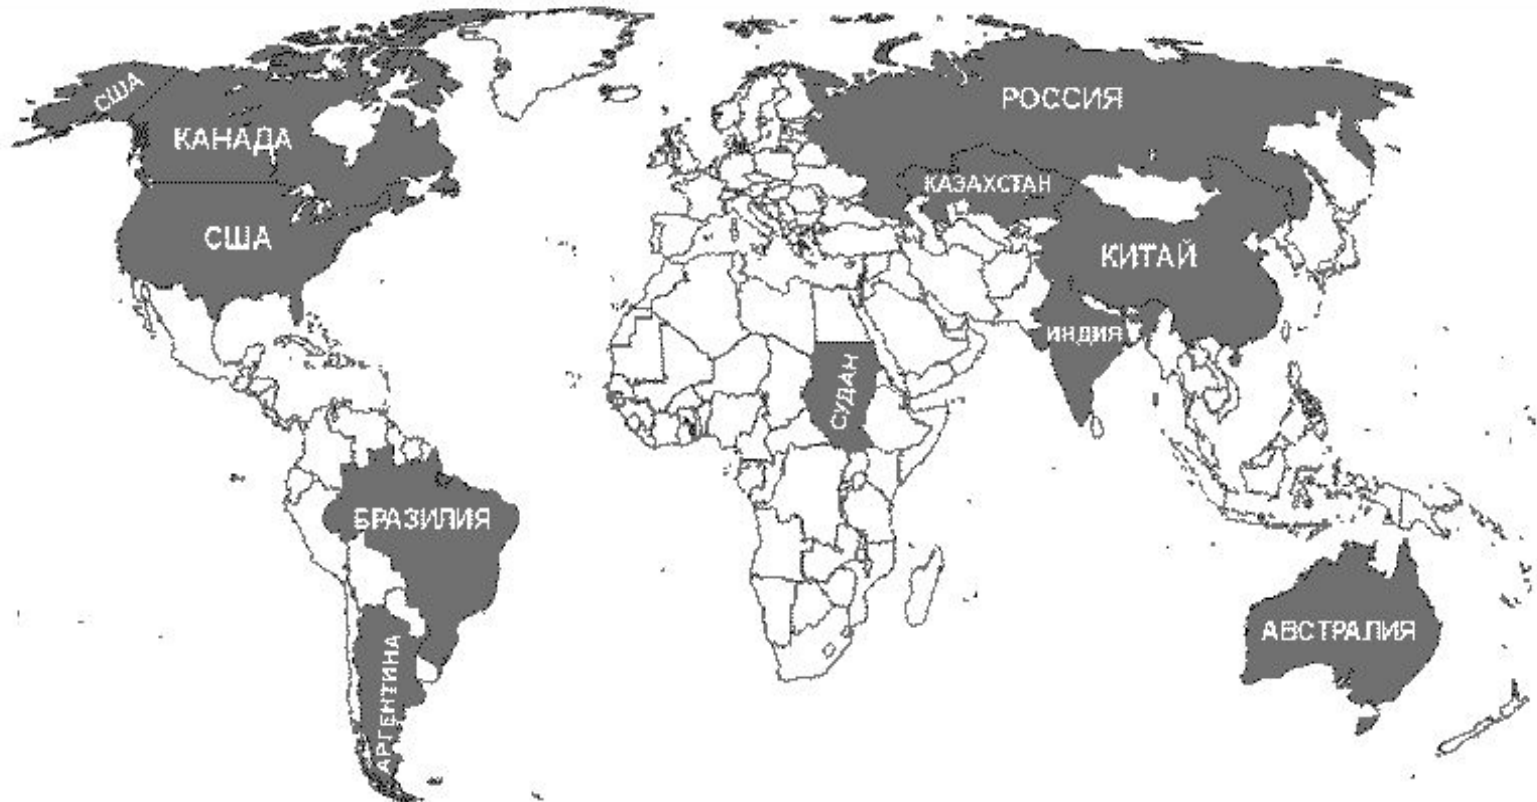 США
КАНАДА
США
РОССИЯ
КАЗАХСТАН
КИТАЙ
ИНДИЯ
СУДАН
БРАЗИЛИЯ
АРГЕНТИНА
АВСТРАЛИЯ